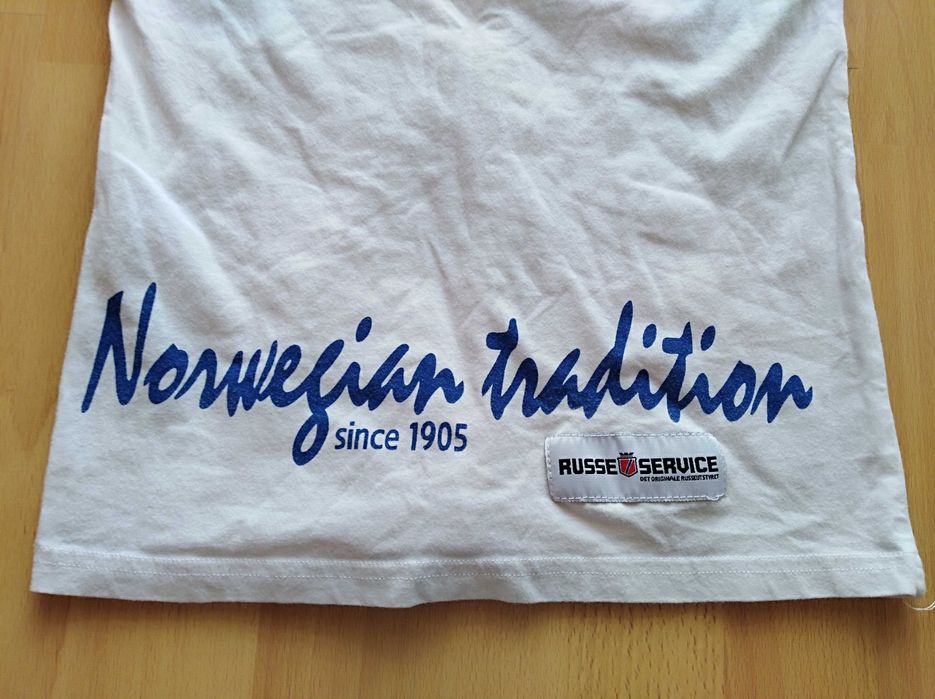 Norwegian tradition
since 1905
RUSSE SERVICE
DET ORIGINALE RUSSEUTSTYRET